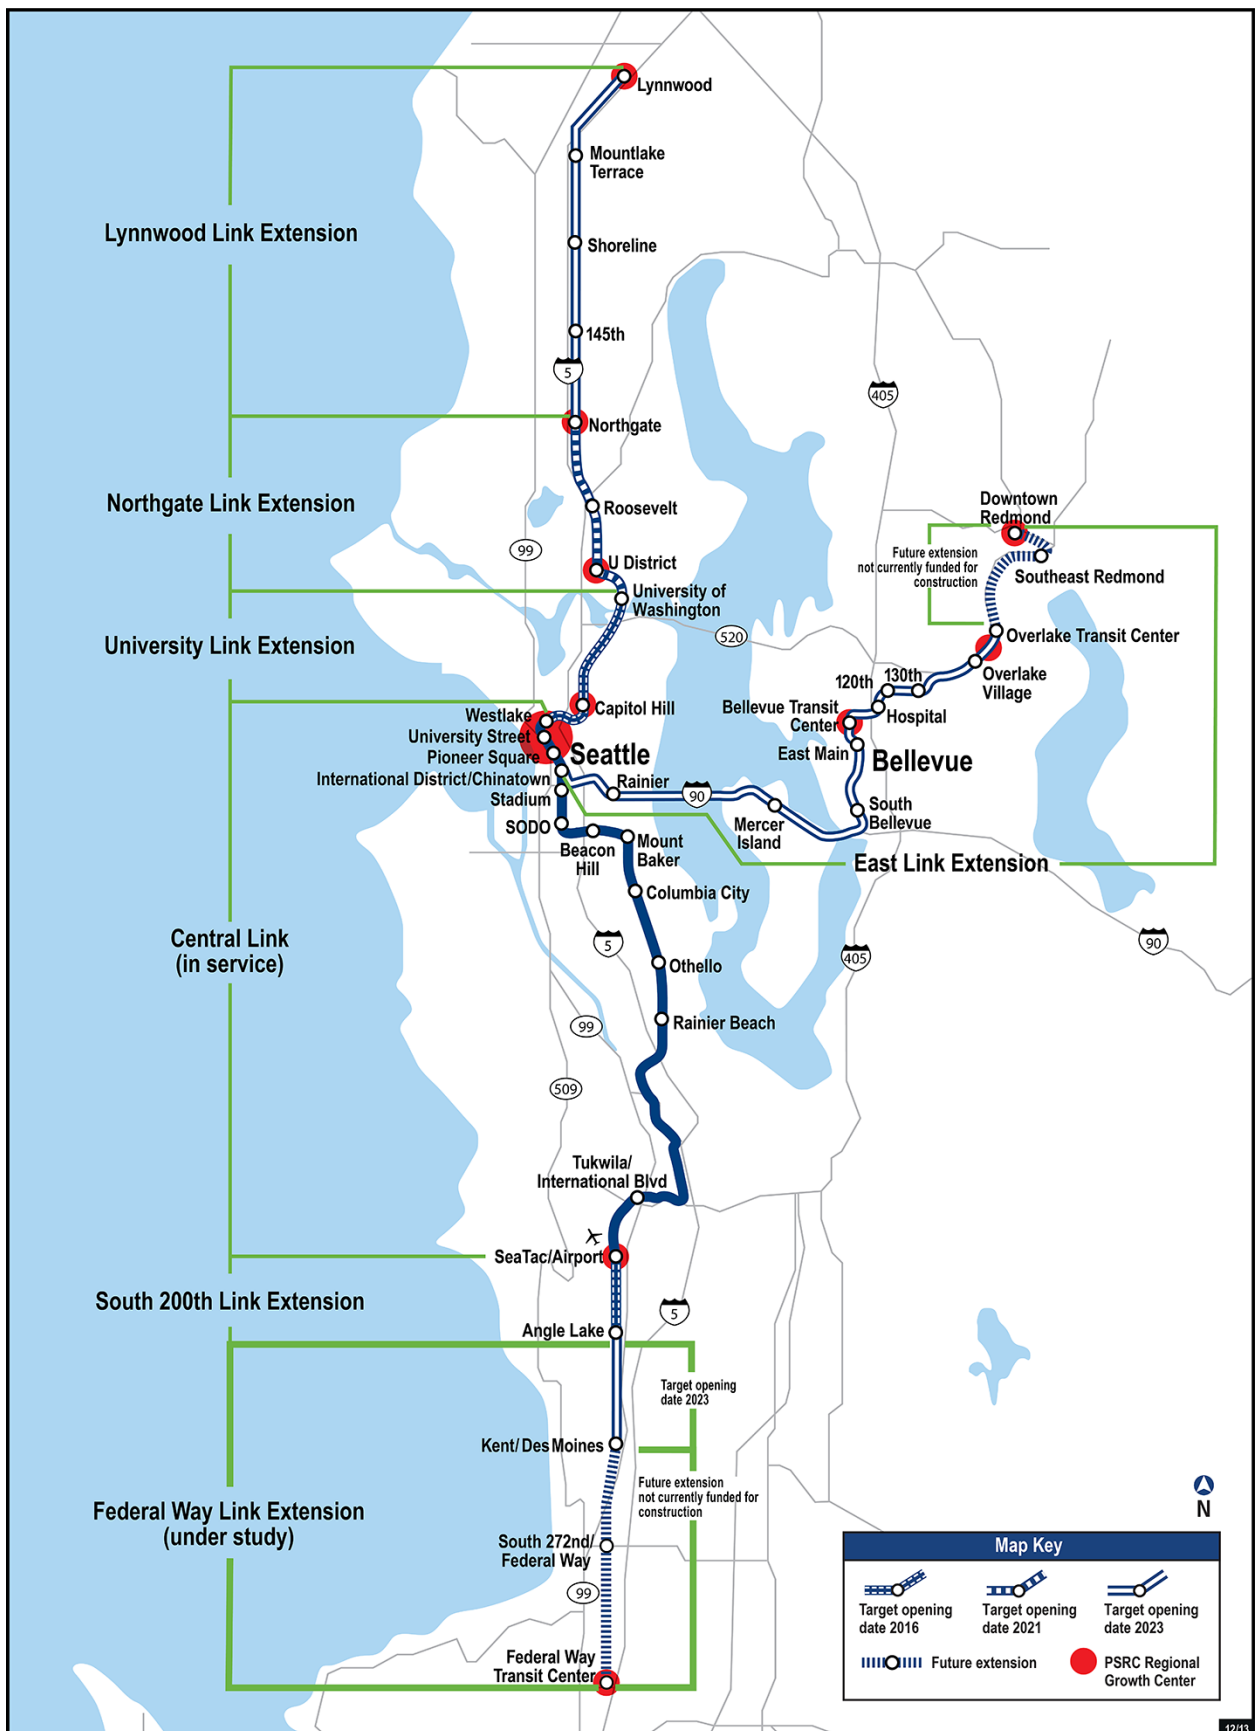 Lynnwood
Mountlake
Terrace
Shoreline
Lynnwood Link Extension
145th
5
405
Northgate
Northgate Link Extension
Roosevelt
Downtown
Redmond
99
Future extension
not currently funded for
construction
U District
Southeast Redmond
University of
Washington
University Link Extension
520
Overlake Transit Center
Overlake
Village
120th
130th
Capitol Hill
Bellevue Transit
Center
Hospital
Westlake
University Street
Pioneer Square
Seattle
East Main
Bellevue
International District/Chinatown
Rainier
90
Stadium
South
Bellevue
SODO
Mercer
Island
Beacon
Hill
Mount
Baker
East Link Extension
Columbia City
Central Link
(in service)
5
405
90
Othello
Rainier Beach
99
509
Tukwila/
International Blvd
SeaTac/Airport
South 200th Link Extension
5
Angle Lake
Target opening
date 2023
Kent/Des Moines
Future extension
not currently funded for
construction
Federal Way Link Extension
(under study)
South 272nd/
Federal Way
99
Federal Way
Transit Center
N
Map Key
Target opening
date 2016
Target opening
date 2021
Target opening
date 2023
Future extension
PSRC Regional
Growth Center
12/13